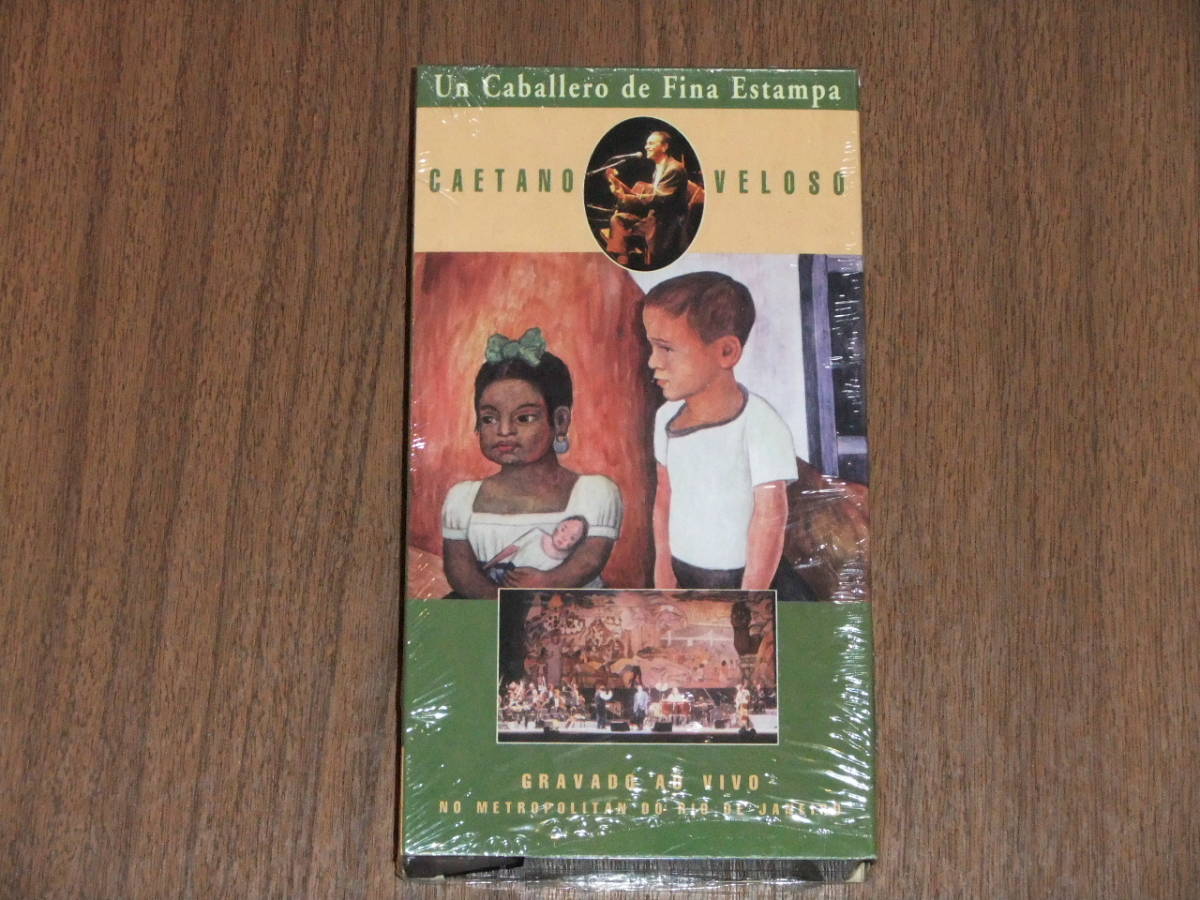 Un Caballero de Fina Estampa
CAETANO VELOSO
GRAVADO AO VIVO
NO METROPOLITAN DO RIO DE JANEIRO